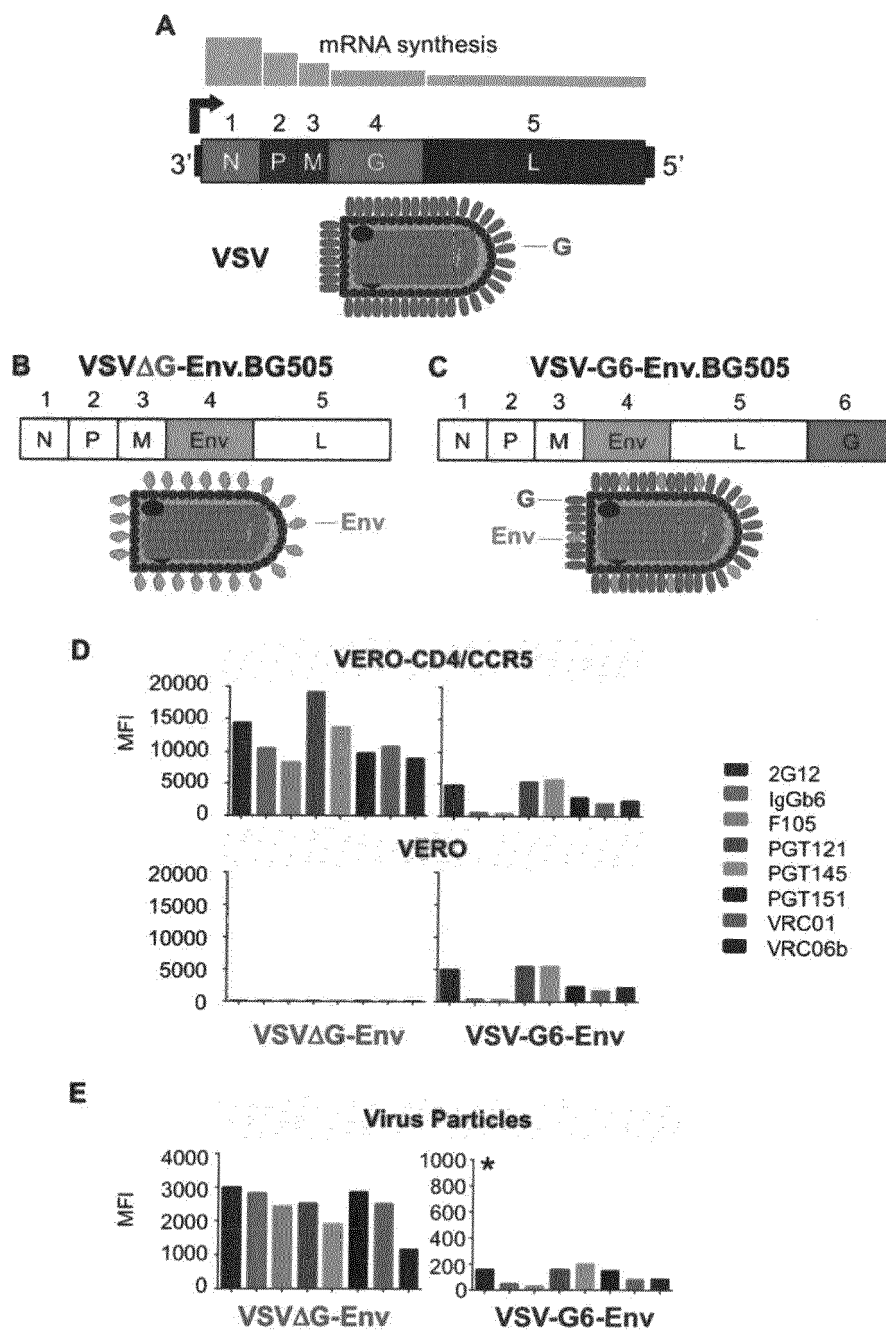 A
mRNA synthesis
1 2 3 4 5
3' N P M G L 5'
VSV
G
B VSVΔG-Env.BG505
1 2 3 4 5
N P M Env L
Env
C VSV-G6-Env.BG505
1 2 3 4 5 6
N P M Env L G
G
Env
D
VERO-CD4/CCR5
MFI
20000
15000
10000
5000
0
VERO
20000
15000
10000
5000
0
VSVΔG-Env VSV-G6-Env
2G12
IgGb6
F105
PGT121
PGT145
PGT151
VRC01
VRC06b
E
Virus Particles
MFI
4000
3000
2000
1000
0
1000 *
800
600
400
200
0
VSVΔG-Env VSV-G6-Env